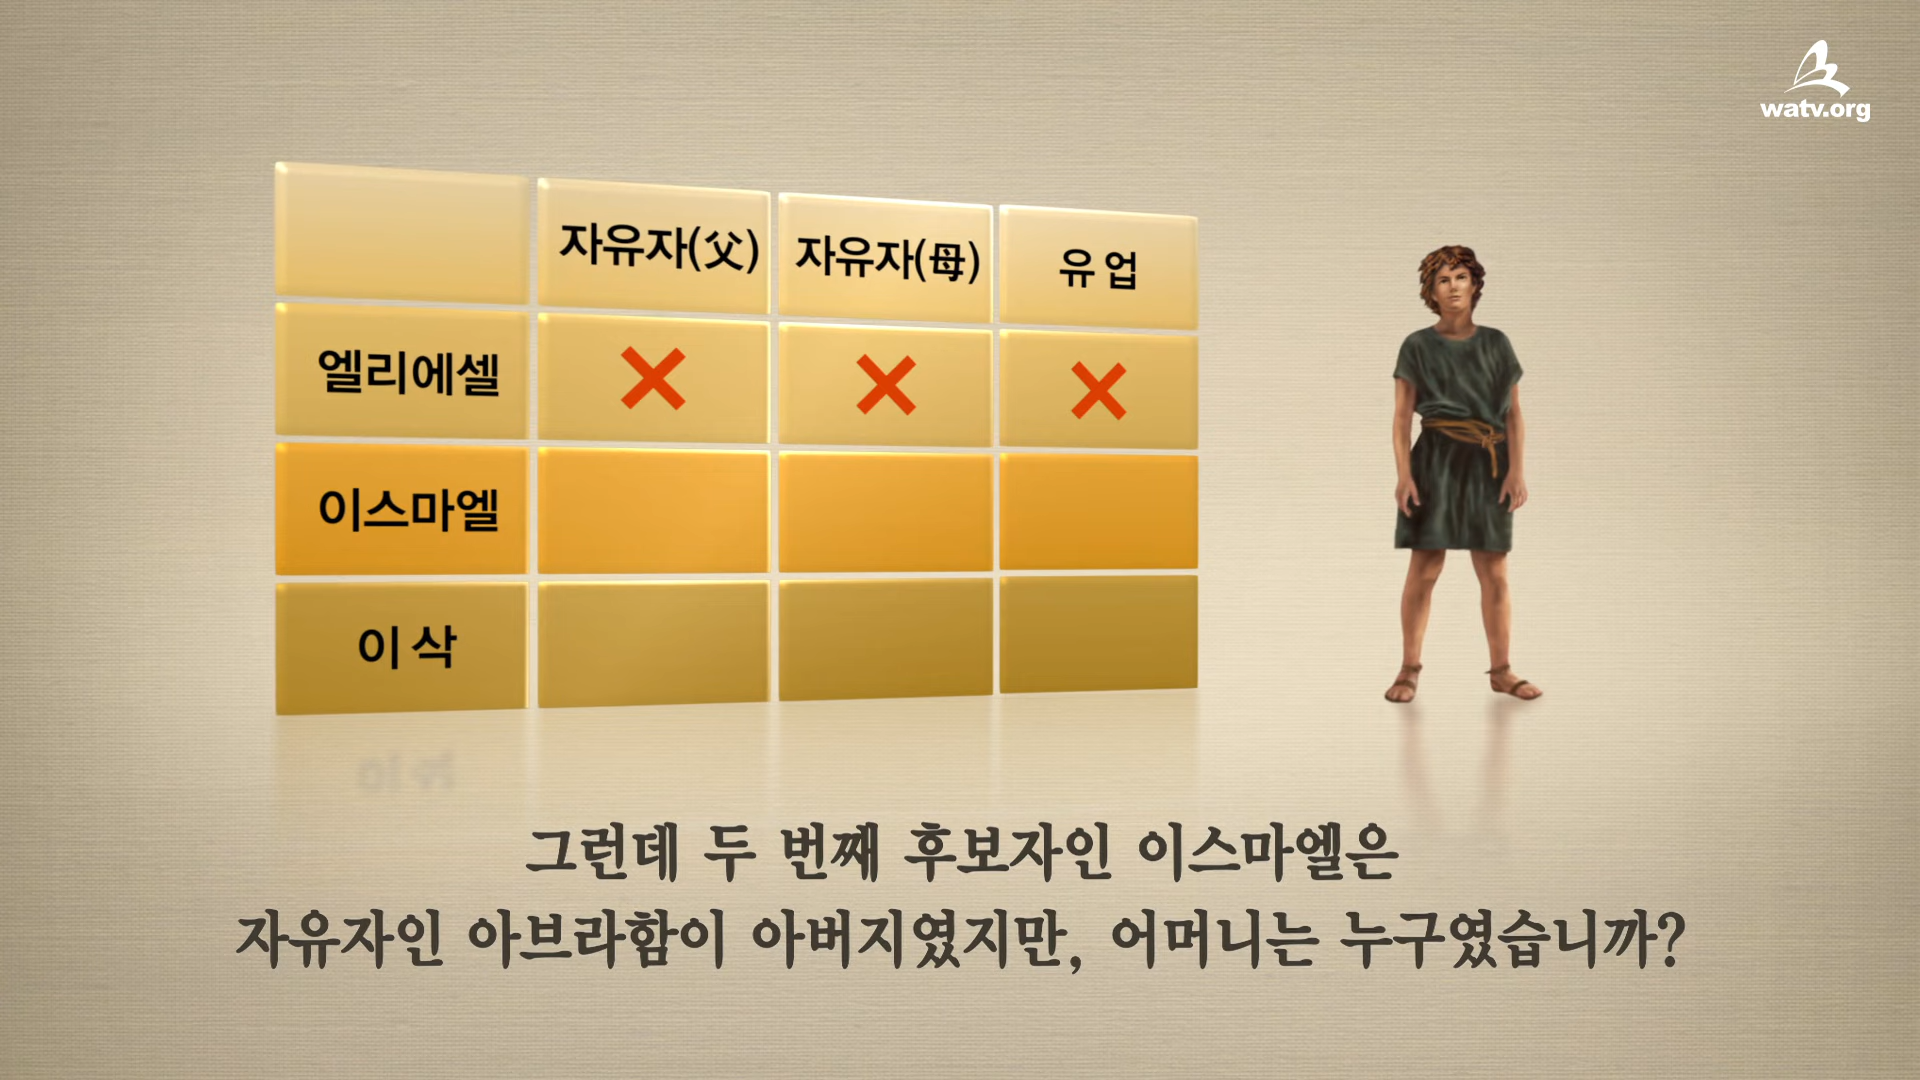 watv.org
자유자(父) 자유자(母) 유업
엘리에셀 ✕ ✕ ✕
이스마엘
이삭
그런데 두 번째 후보자인 이스마엘은
자유자인 아브라함이 아버지였지만, 어머니는 누구였습니까?